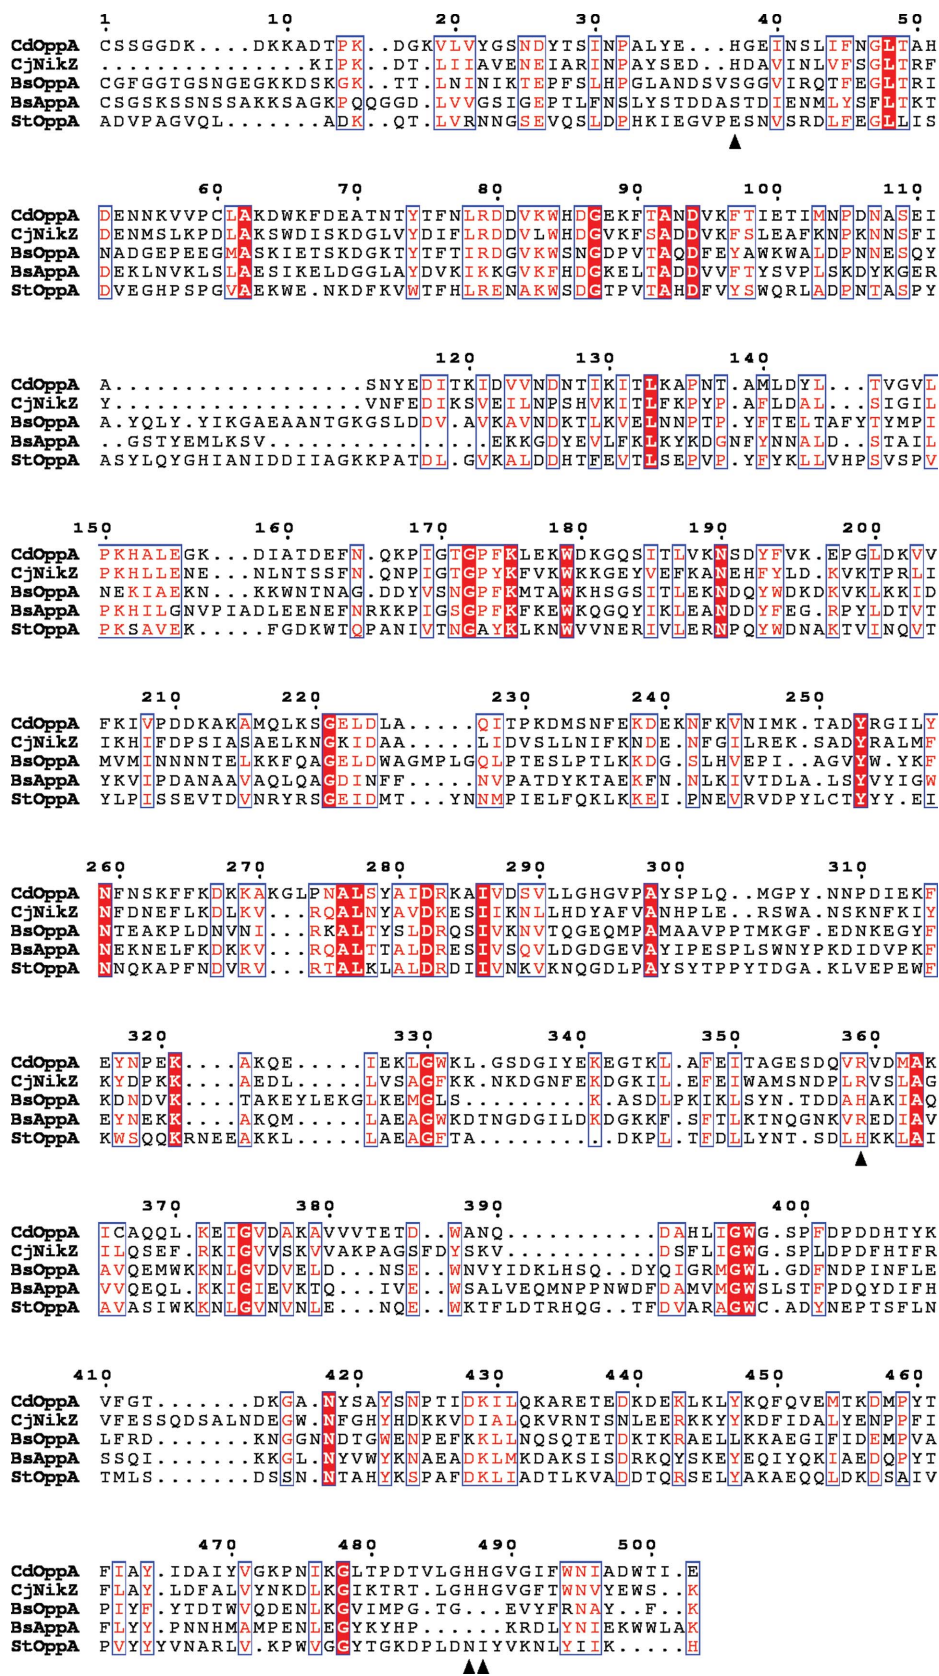 1 10 20 30 40 50
CdOppA CSSGGDK....DKKADTPK..DGKVLVYGSNDYTSINPALYE..HGEINSLIFNGLTAH
CjNikZ ...............KIPK..DT.LIIAVENEIARINPAYSED..HDAVINLVFSGLTRF
BsOppA CGFGGTGSNGEGKKDSKGK..TT.LNINIKTEPFSLHPGLANDSVSGGVIRQTFEGLTRI
BsAppA CSGSKSSNSSAKKSAGKPQQGGD.LVVGSIGEPTLFNSLYSTDDASTDIENMLYSFLTKT
StOppA ADVPAGVQL.......ADK..QT.LVRNNGSEVQSLDPHKIEGVPESNVSRDLFEGLLIS
60 70 80 90 100 110
CdOppA DENNKVVPCLAKDWKFDEATNTYTFNLRDDVKWHDGEKFTANDVKFTIETIMNPDNASEI
CjNikZ DENMSLKPDLAKSWDISKDGLVYDIFLRDDVLWHDGVKFSADDVKFSLEAFKNPKNNSFI
BsOppA NADGEPEEGMASKIETSKDGKTYTFTIRDGVKWSNGDPVTAQDFEYAWKWALDPNNESQY
BsAppA DEKLNVKLSLAESIKELDGGLAYDVKIKKGVKFHDGKELTADDVVFTYSVPLSKDYKGER
StOppA DVEGHPSPGVAEKWE.NKDFKVWTFHLRENAKWSDGTPVTAHDFVYSWQRLADPNTASPY
120 130 140
CdOppA A..................SNYEDITKIDVVNDNTIKITLKAPNT.AMLDYL...TVGVL
CjNikZ Y..................VNFEDIKSVEILNPSHVKITLFKPYP.AFLDAL...SIGIL
BsOppA A.YQLY.YIKGAEAANTGKGSLDDV.AVKAVNDKTLKVELNNPTP.YFTELTAFYTYMPI
BsAppA ..GSTYEMLKSV..........EKKGDYEVLFKLKYKDGNFYNNALD..STAIL
StOppA ASYLQYGHIANIDDIIAGKKPATDL.GVKALDDHTFEVTLSEPVP.YFYKLLVHPSVSPV
150 160 170 180 190 200
CdOppA PKHALEGK...DIATDEFN.QKPIGTGPFKLEKWDKGQSITLVKNSDYFVK.EPGLDKVV
CjNikZ PKHLLENE...NLNTSSFN.QNPIGTGPYKFVKWKKGEYVEFKANEHFYLD.KVKTPRLI
BsOppA NEKIAEKN...KKWNTNAG.DDYVSNGPFKMTAWKHSGSITLEKNDQYWDKDKVKLKKID
BsAppA PKHILGNVPIADLEENEFNRKKPIGSGPFKFKEWKQGQYIKLEANDDYFEG.RPYLDTVT
StOppA PKSAVEK.....FGDKWTQPANIVTNGAYKLKNWVVNERIVLERNPQYWDNAKTVINQVT
210 220 230 240 250
CdOppA FKIVPDDKAKAMQLKSGELDLA.....QITPKDMSNFEKDEKNFKVNIMK.TADYRGILY
CjNikZ IKHIFDPSIASAELKNGKIDAA.....LIDVSLLNIFKNDE.NFGILREK.SADYRALMF
BsOppA MVMINNNNTELKKFQAGELDWAGMPLGQLPTESLPTLKKDG.SLHVEPI..AGVYW.YKF
BsAppA YKVIPDANAAVAQLQAGDINFF.....NVPATDYKTAEKFN.NLKIVTDLA.LSYVYIGW
StOppA YLPISSEVTDVNRYRSGEIDMT....YNNMPIELFQKLKKEI.PNEVRVDPYLCTYYY.EI
260 270 280 290 300 310
CdOppA NFNSKFFKDKKAKGLPNALSYAIDRKAIVDSVLLGHGVPAYSPLQ..MGPY.NNPDIEKF
CjNikZ NFDNEFLKDLKV...RQALNYAVDKESIIKNLLHDYAFVANHPLE..RSWA.NSKNFKIY
BsOppA NTEAKPLDNVNI...RKALTYSLDRQSIVKNVTQGEQMPAMAAVPPTMKGF.EDNKEGYF
BsAppA NEKNELFKDKKV...RQALTTALDRESIVSQVLDGDGEVAYIPESPLSWNYPKDIDVPKF
StOppA NNQKAPFNDVRV...RTALKLALDRDIIVNKVKNQGDLPAYSYTPPYTDGA.KLVEPEWF
320 330 340 350 360
CdOppA EYNPEK....AKQE.....IEKLGWKL.GSDGIYEKEGTKL.AFEITAGESDQVRVDMAK
CjNikZ KYDPKK....AEDL.....LVSAGFKK.NKDGNFEKDGKIL.EFEIWAMSNDPLRVSLAG
BsOppA KDNDVK....TAKEYLEKGLKEMGLS.........K.ASDLPKIKLSYN.TDDAHAKIAQ
BsAppA EYNEKK....AKQM.....LAEAGWKDTNGDGILDKDGKKF.SFTLKTNQGNKVREDIAV
StOppA KWSQQKRNEEAKKL.....LAEAGFTA..........DKPL.TFDLLYNT.SDLHKKLAI
370 380 390 400
CdOppA ICAQQL.KEIGVDAKAVVVTETD..WANQ...........DAHLIGWG.SPFDPDDHTYK
CjNikZ ILQSEF.RKIGVVSKVVAKPAGSFDYSKV...........DSFLIGWG.SPLDPDFHTFR
BsOppA AVQEMWKKNLGVDVELD....NSE..WNVYIDKLHSQ..DYQIGRMGWL.GDFNDPINFLE
BsAppA VVQEQL.KKIGIEVKTQ....IVE..WSALVEQMNPPNWDFDAMVMGWSLSTFPDQYDIFH
StOppA AVASIWKKNLGVNVNLE....NQE..WKTFLDTRHQG..TFDVARAGWC.ADYNEPTSFLN
410 420 430 440 450 460
CdOppA VFGT.......DKGA.NYSAYSNPTIDKILQKARETEDKDEKLKLYKQFQVEMTKDMPYT
CjNikZ VFESSQDSALNDEGW.NFGHYHDKKVDIALQKVRNTSNLEERKKYYKDFIDALYENPPFI
BsOppA LFRD.......KNGGNNDTGWENPEFKKLLNQSQTETDKTKRAELLKKAEGIFIDEMPVA
BsAppA SSQI.......KKGL.NYVWYKNAEADKLMKDAKSISDRKQYSKEYEQIYQKIAEDQPYT
StOppA TMLS.......DSSN.NTAHYKSPAFDKLIADTLKVADDTQRSELYAKAEQQLDKDSAIV
470 480 490 500
CdOppA FIAY.IDAIYVGKPNIKGLTPDTVLGHHGVGIFWNIADWTI.E
CjNikZ FLAY.LDFALVYNKDLKGIKTRT.LGHHGVGFTWNVYEWS..K
BsOppA PIYF.YTDTWVQDENLKGVIMPG.TG...EVYFRNAY..F..K
BsAppA FLYY.PNNHMAMPENLEGYKYHP......KRDLYNIEKWWLAK
StOppA PVYYYVNARLV.KPWVGGYTGKDPLDNIYVKNLYIIK.....H